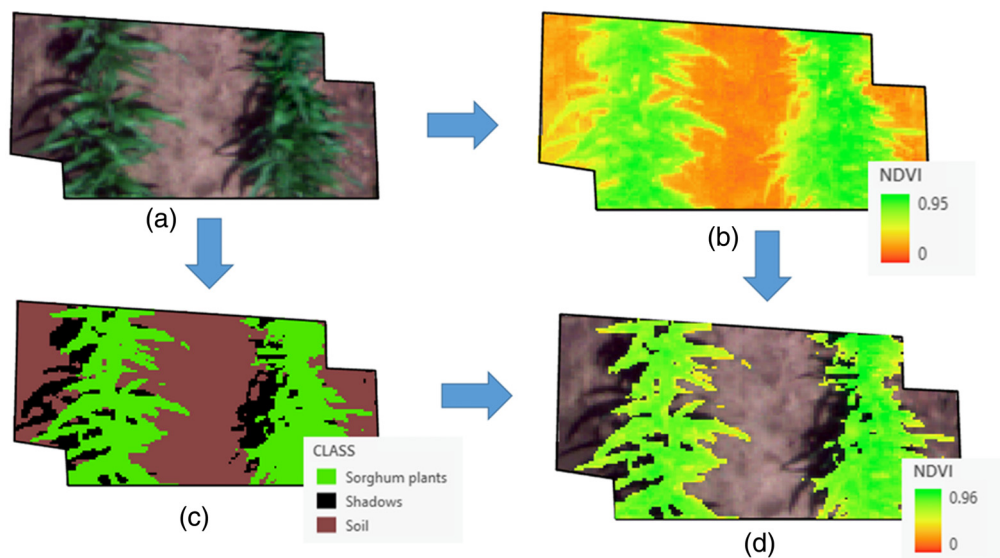 (a)
NDVI
0.95
0
(b)
CLASS
Sorghum plants
Shadows
Soil
(c)
NDVI
0.96
0
(d)